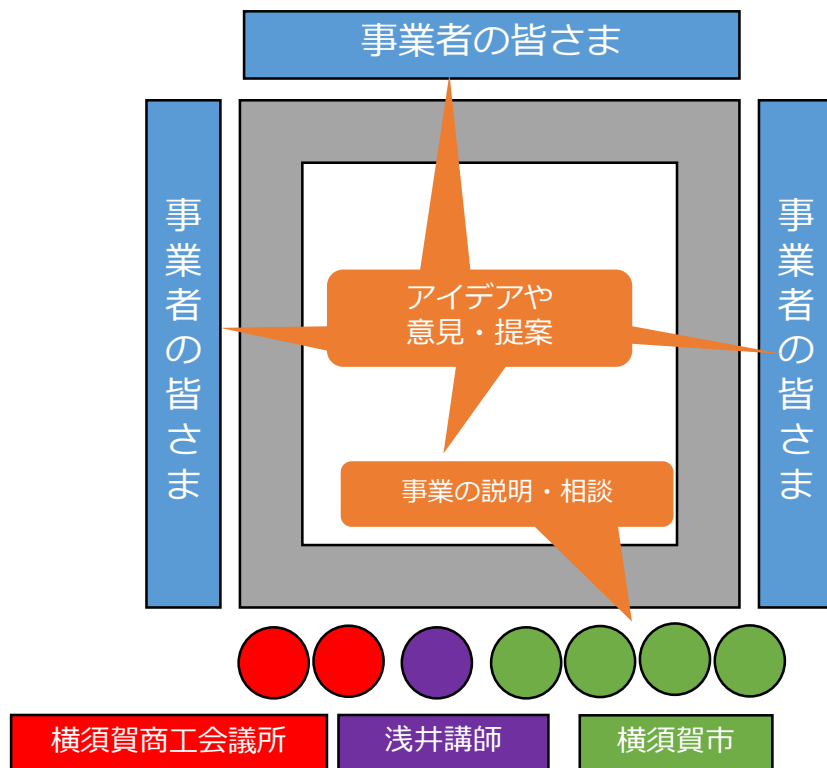 事業者の皆さま
事業者の皆さま
事業者の皆さま
アイデアや
意見・提案
事業の説明・相談
横須賀商工会議所
浅井講師
横須賀市